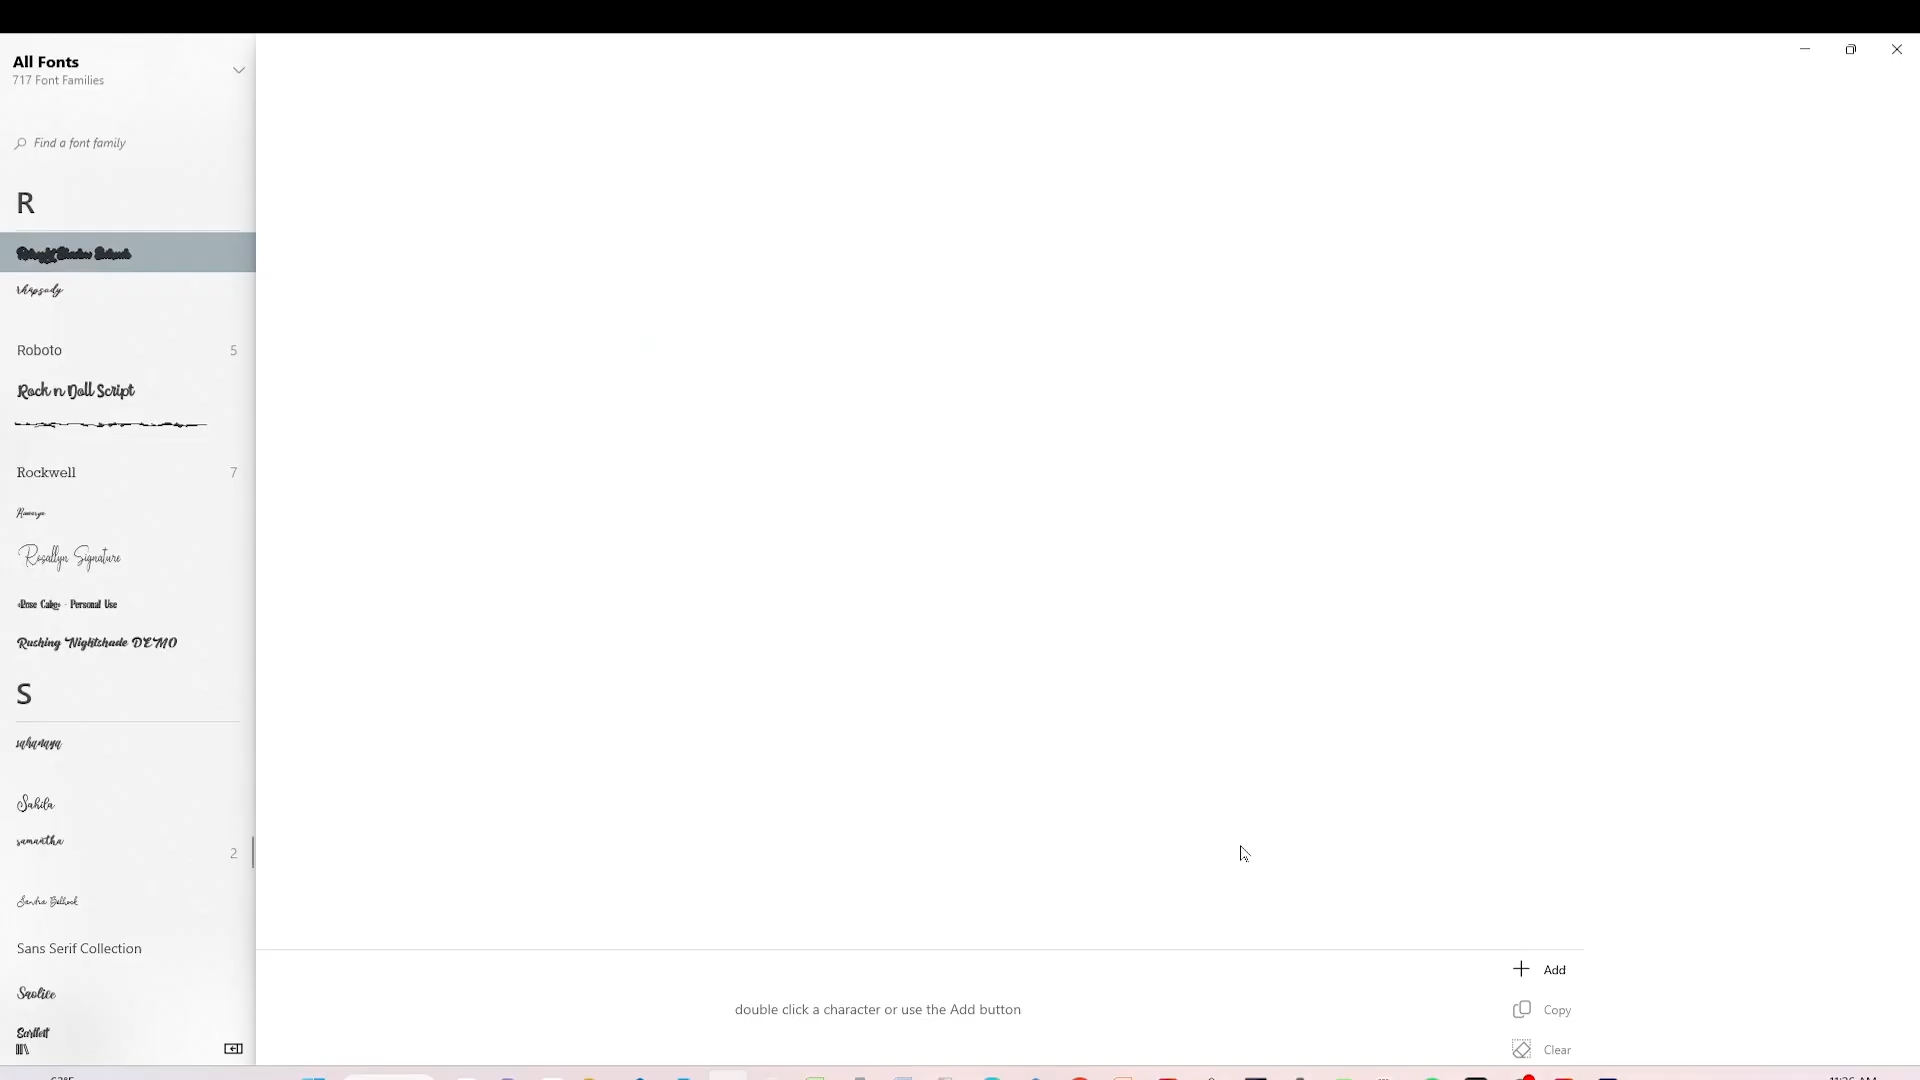 All Fonts
717 Font Families
Find a font family
R
Rhapsody
Roboto 5
Rock n Doll Script
Rockwell 7
Rosallyn Signature
Rose Cake - Personal Use
Rushing Nightshade DEMO
S
Sahila
samantha
2
Sans Serif Collection
Saolice
double click a character or use the Add button
Add
Copy
Clear